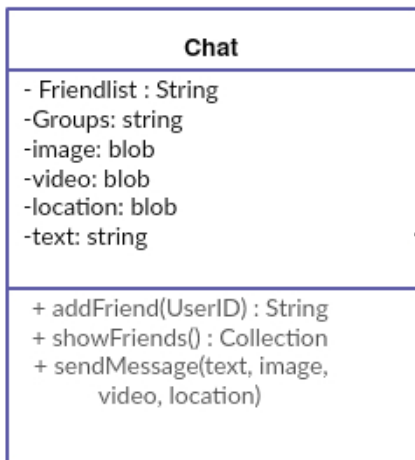 Chat
- Friendlist : String
-Groups: string
-image: blob
-video: blob
-location: blob
-text: string
+ addFriend(UserID) : String
+ showFriends() : Collection
+ sendMessage(text, image,
video, location)